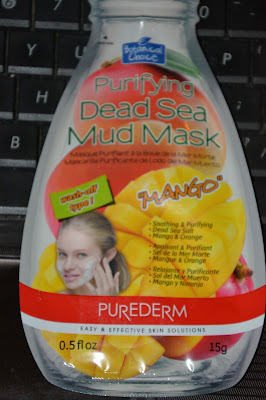 Botanical
Choice
Purifying
Dead Sea
Mud Mask
Masque Purifiant à la Boue de la Mer Morte
Mascarilla Purificante de Lodo del Mar Muerto
"MANGO"
wash-off
type!
• Soothing & Purifying
• Dead Sea Salt
• Mango & Orange
• Apaisant & Purifiant
• Sel de la Mer Morte
• Mangue & Orange
• Relajante y Purificante
• Sal del Mar Muerto
• Mango y Naranja
PUREDERM
EASY & EFFECTIVE SKIN SOLUTIONS
0.5 fl oz
15g